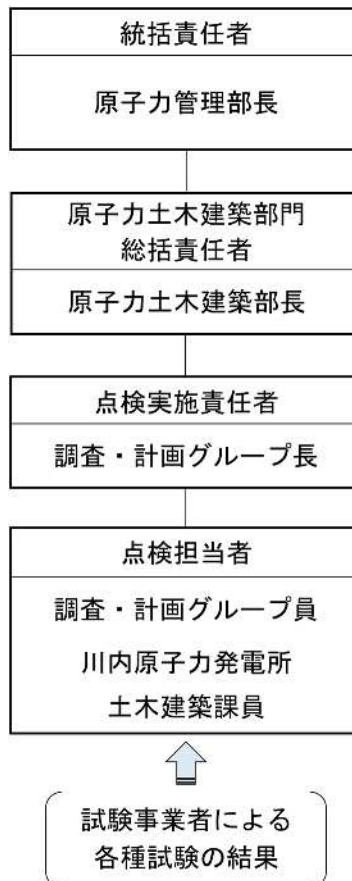 統括責任者
原子力管理部長
原子力土木建築部門
総括責任者
原子力土木建築部長
点検実施責任者
調査・計画グループ長
点検担当者
調査・計画グループ員
川内原子力発電所
土木建築課員
試験事業者による
各種試験の結果